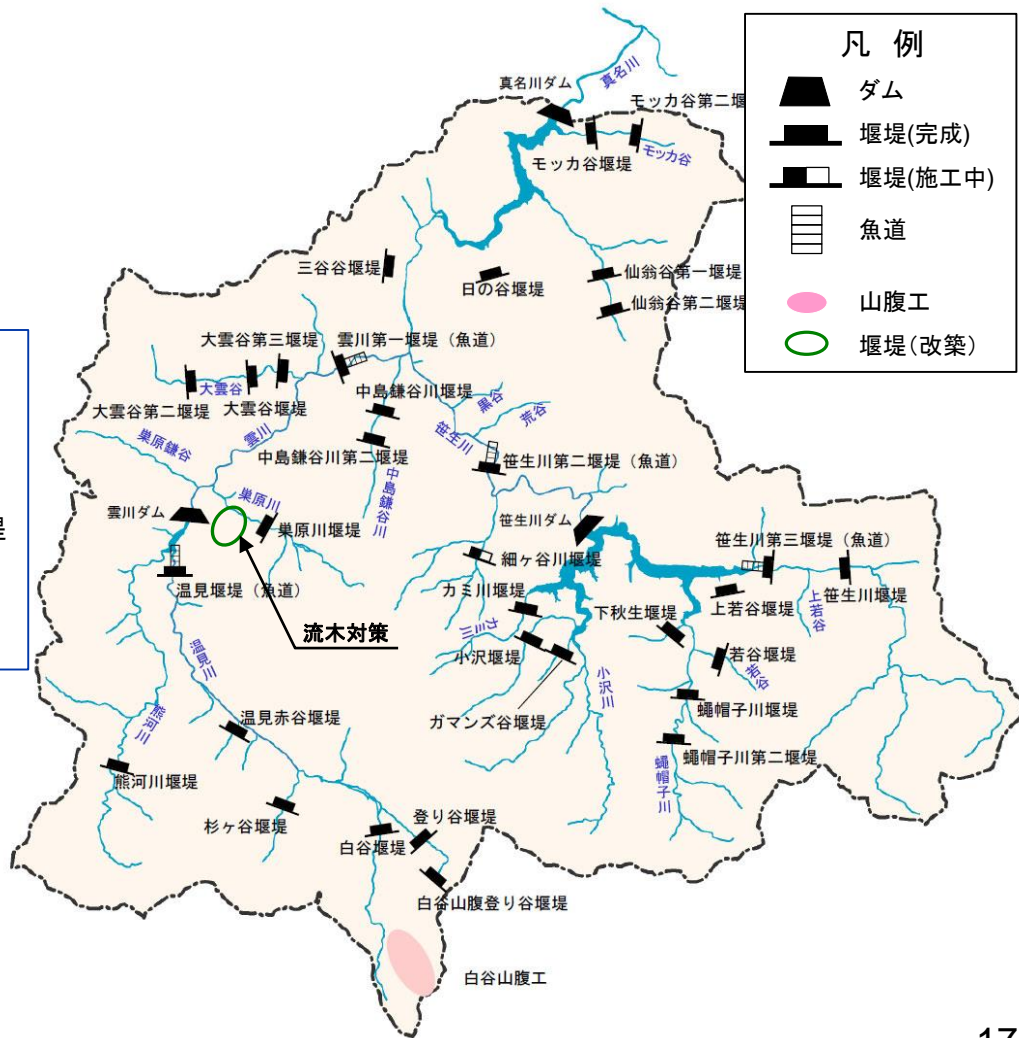 凡 例
ダム
堰堤(完成)
堰堤(施工中)
魚道
山腹工
堰堤(改築)
真名川ダム
真名川
モッカ谷第二堰
モッカ谷堰堤
モッカ谷
三谷谷堰堤
日の谷堰堤
仙翁谷第一堰堤
仙翁谷第二堰堤
大雲谷第三堰堤
雲川第一堰堤(魚道)
大雲谷
大雲谷第二堰堤
大雲谷堰堤
中島鎌谷川堰堤
黒谷
荒谷
雲川
笹生川
巣原鎌谷
中島鎌谷川第二堰堤
中島鎌谷川
笹生川第二堰堤(魚道)
巣原川
雲川ダム
巣原川堰堤
笹生川ダム
笹生川第三堰堤(魚道)
堤
温見堰堤(魚道)
細ヶ谷川堰堤
カミ川堰堤
カミ川
上若谷堰堤
笹生川堰堤
上若谷
下秋生堰堤
流木対策
小沢堰堤
若谷堰堤
若谷
温見川
小沢川
ガマンズ谷堰堤
蠅帽子川堰堤
熊河川
温見赤谷堰堤
蠅帽子川第二堰堤
蠅帽子川
熊河川堰堤
杉ヶ谷堰堤
登り谷堰堤
白谷堰堤
白谷山腹登り谷堰堤
白谷山腹工
17